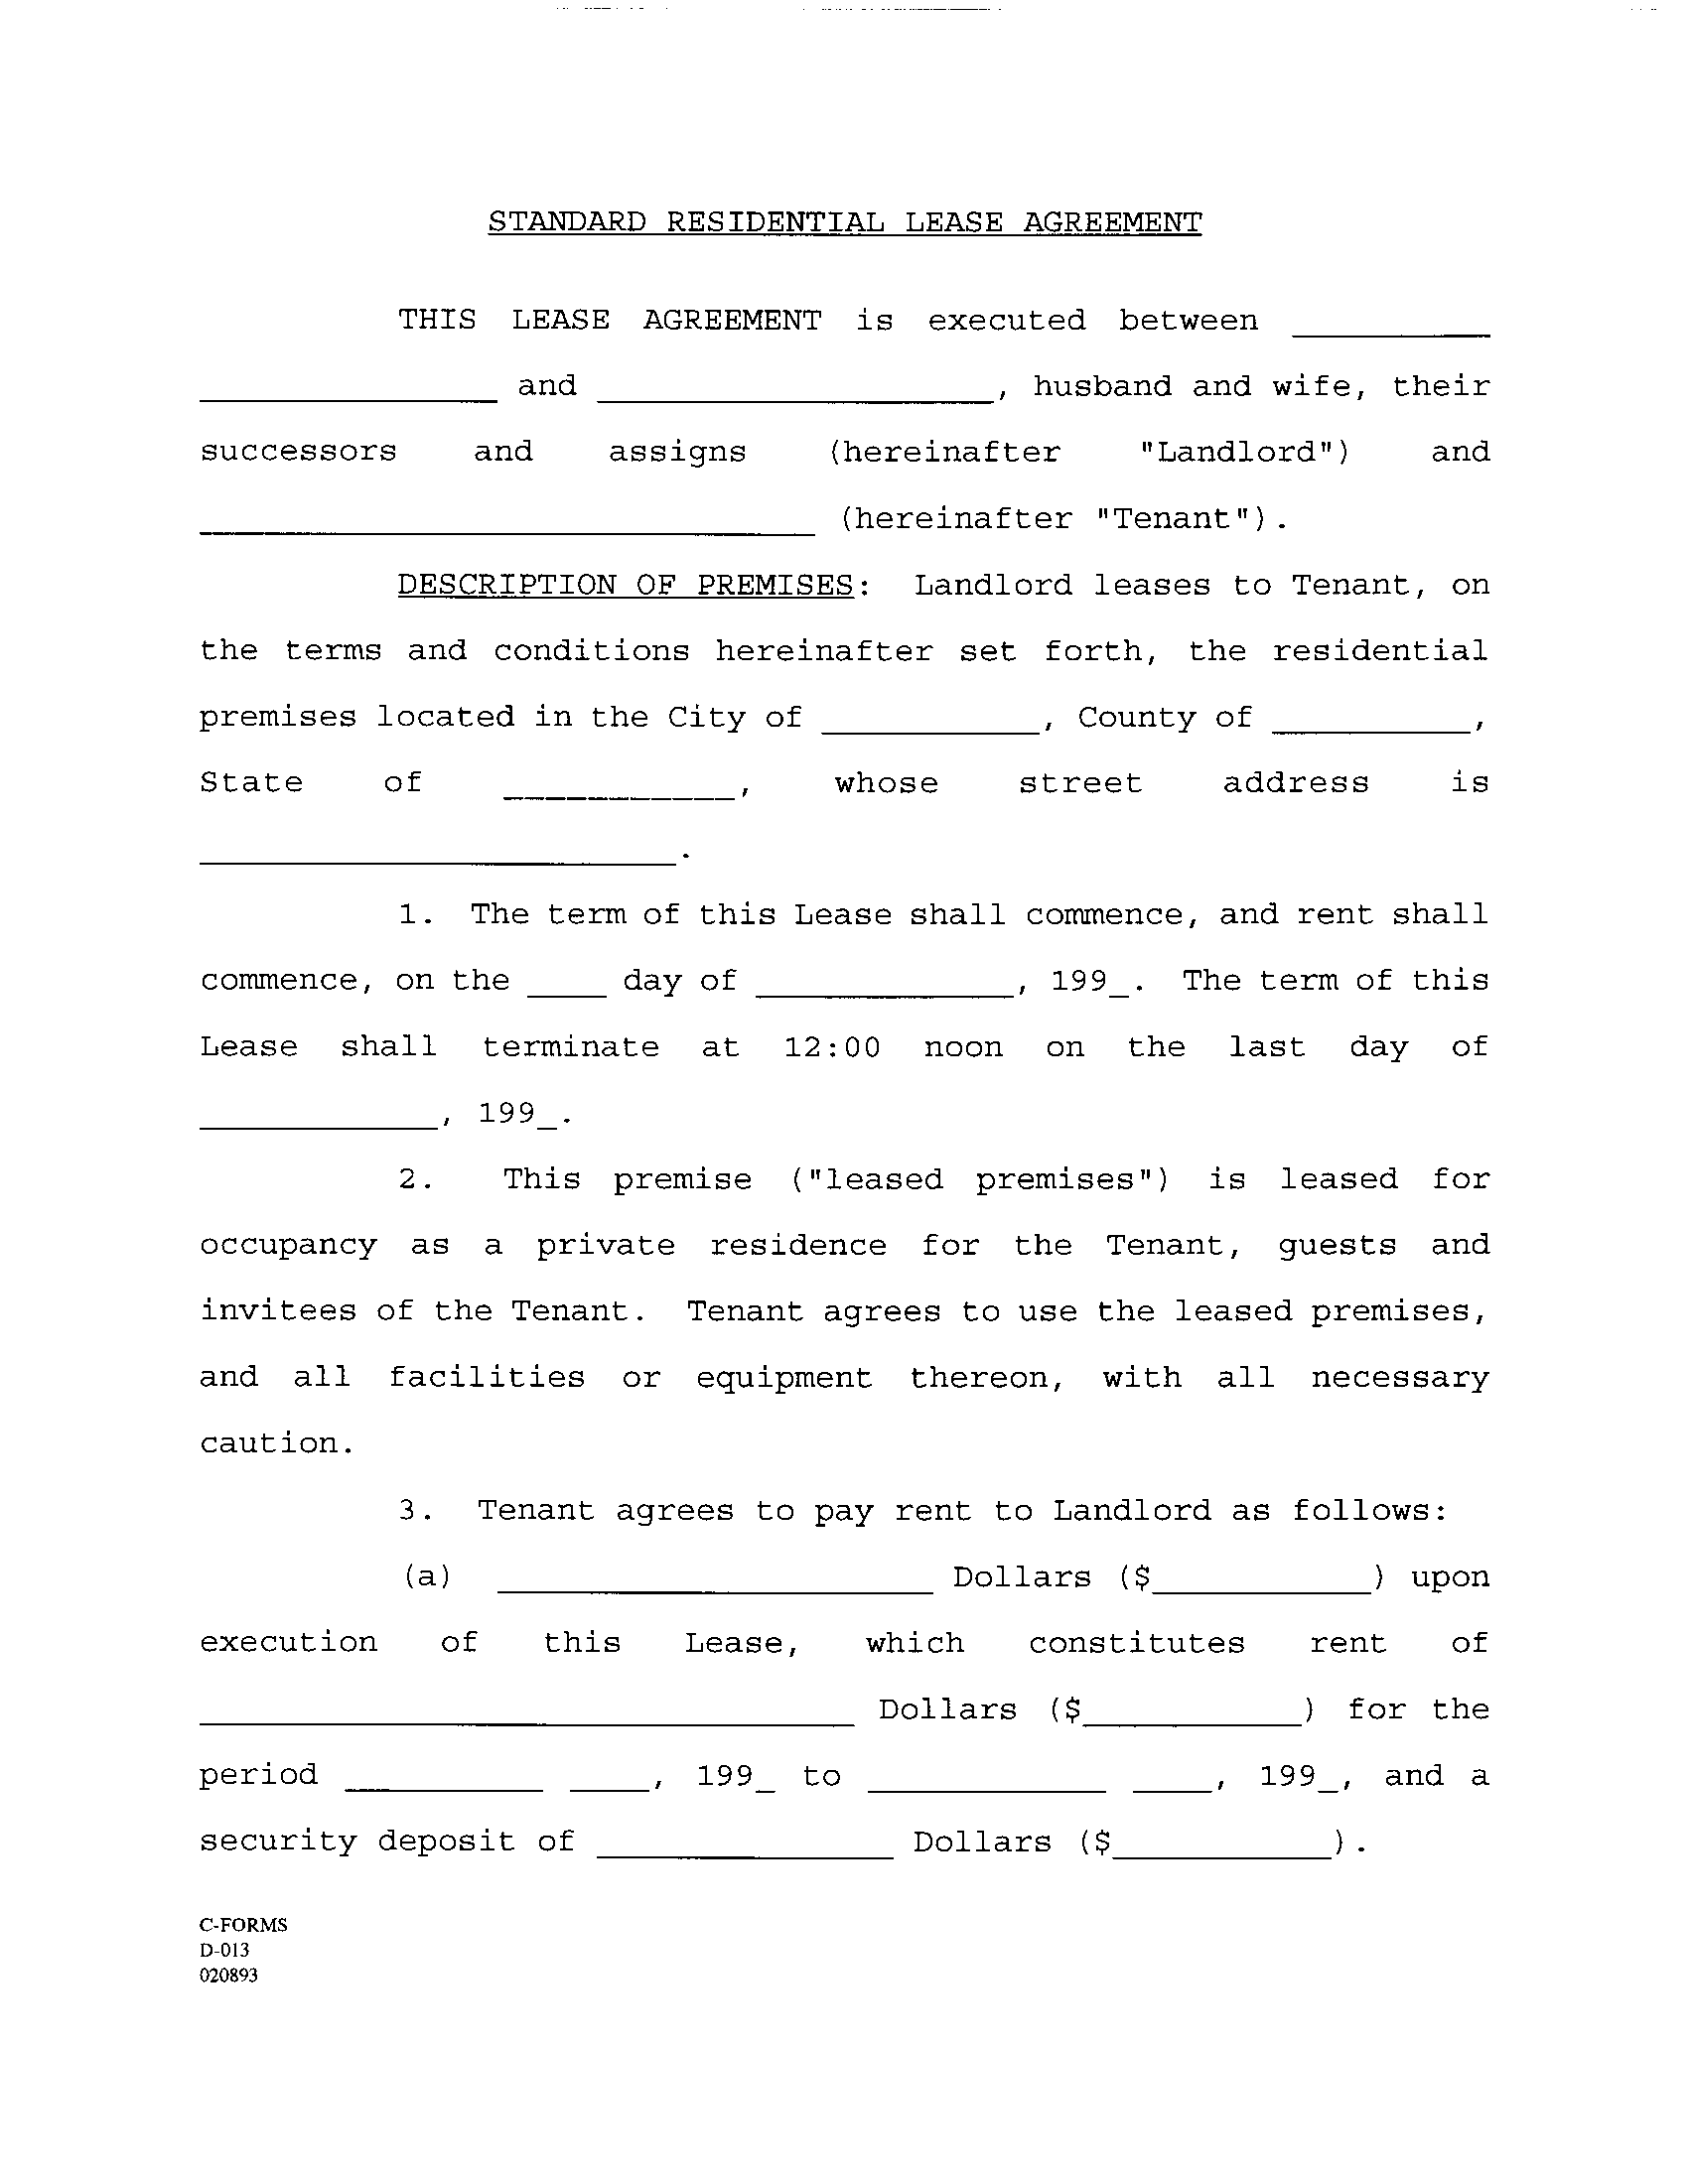 STANDARD RESIDENTIAL LEASE AGREEMENT
THIS LEASE AGREEMENT is executed between __________
_______________ and ____________________, husband and wife, their
successors and assigns (hereinafter "Landlord") and
_______________________________ (hereinafter "Tenant").
DESCRIPTION OF PREMISES: Landlord leases to Tenant, on
the terms and conditions hereinafter set forth, the residential
premises located in the City of ___________, County of __________,
State of ____________, whose street address is
________________________.
1. The term of this Lease shall commence, and rent shall
commence, on the ____ day of _____________, 199_. The term of this
Lease shall terminate at 12:00 noon on the last day of
____________, 199_.
2. This premise ("leased premises") is leased for
occupancy as a private residence for the Tenant, guests and
invitees of the Tenant. Tenant agrees to use the leased premises,
and all facilities or equipment thereon, with all necessary
caution.
3. Tenant agrees to pay rent to Landlord as follows:
(a) ______________________ Dollars ($___________) upon
execution of this Lease, which constitutes rent of
_________________________________ Dollars ($___________) for the
period __________ ____, 199_ to ____________ ____, 199_, and a
security deposit of _______________ Dollars ($___________).
C-FORMS
D-013
020893